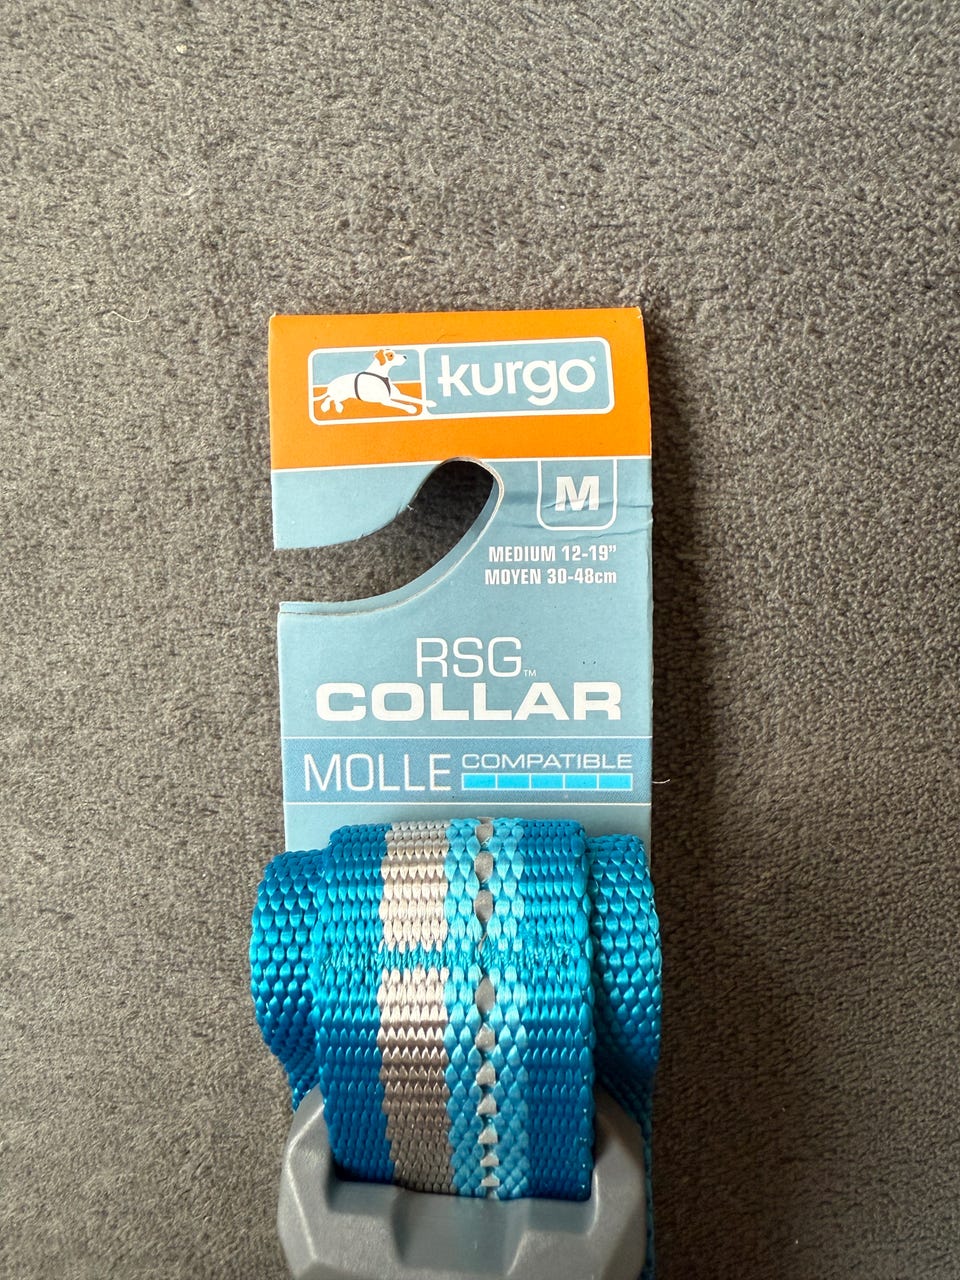 kurgo®
M
MEDIUM 12-19”
MOYEN 30-48cm
RSG™
COLLAR
MOLLE COMPATIBLE